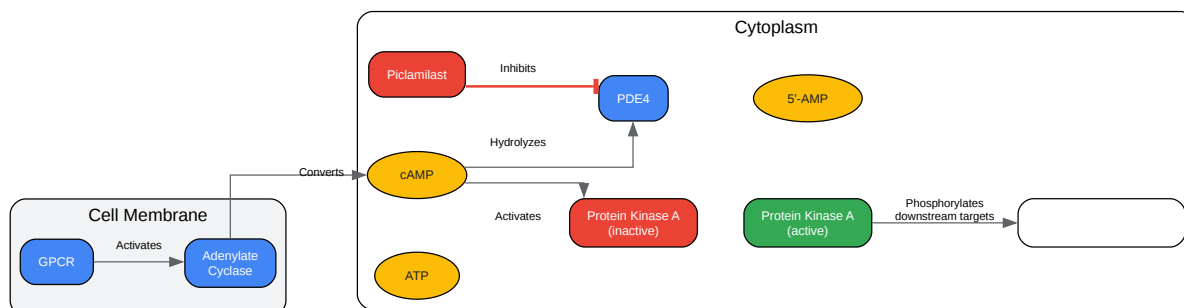 Cytoplasm
Piclamilast
Inhibits
PDE4
5'-AMP
Hydrolyzes
Converts
cAMP
Cell Membrane
Activates
Protein Kinase A
(inactive)
Protein Kinase A
(active)
Phosphorylates
downstream targets
GPCR
Activates
Adenylate
Cyclase
ATP